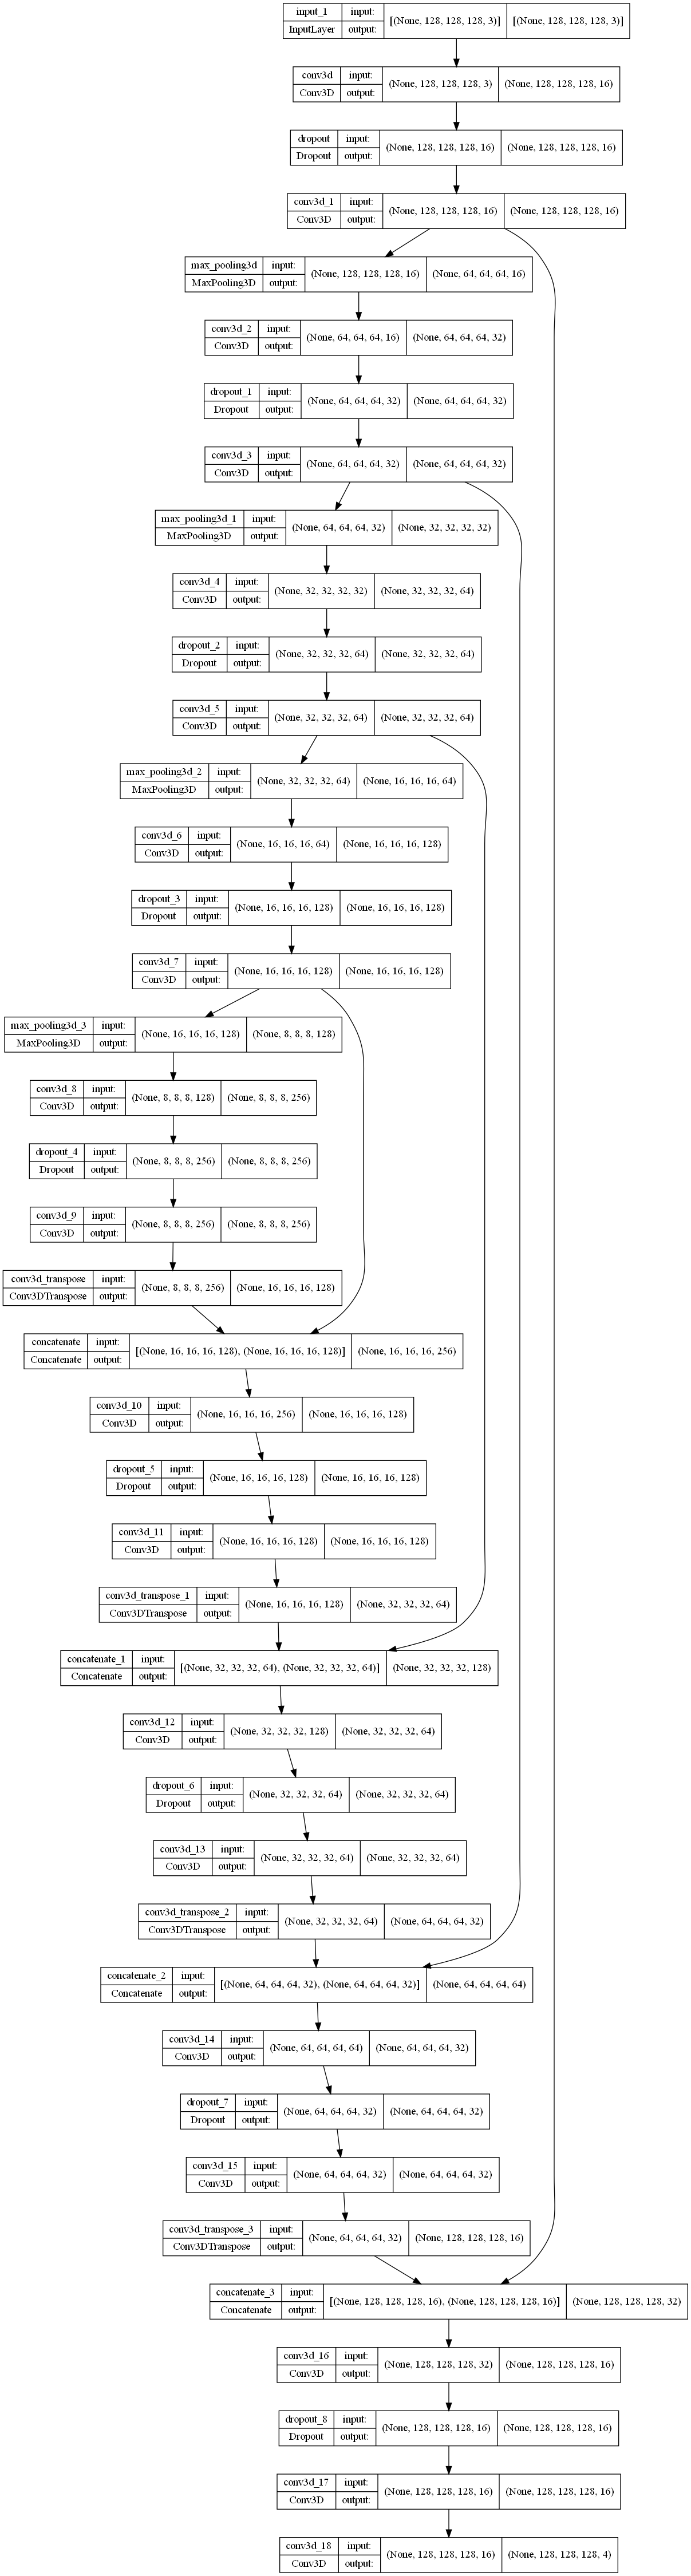 input_1 input: [(None, 128, 128, 128, 3)] [(None, 128, 128, 128, 3)]
InputLayer output:
conv3d input: (None, 128, 128, 128, 3) (None, 128, 128, 128, 16)
Conv3D output:
dropout input: (None, 128, 128, 128, 16) (None, 128, 128, 128, 16)
Dropout output:
conv3d_1 input: (None, 128, 128, 128, 16) (None, 128, 128, 128, 16)
Conv3D output:
max_pooling3d input: (None, 128, 128, 128, 16) (None, 64, 64, 64, 16)
MaxPooling3D output:
conv3d_2 input: (None, 64, 64, 64, 16) (None, 64, 64, 64, 32)
Conv3D output:
dropout_1 input: (None, 64, 64, 64, 32) (None, 64, 64, 64, 32)
Dropout output:
conv3d_3 input: (None, 64, 64, 64, 32) (None, 64, 64, 64, 32)
Conv3D output:
max_pooling3d_1 input: (None, 64, 64, 64, 32) (None, 32, 32, 32, 32)
MaxPooling3D output:
conv3d_4 input: (None, 32, 32, 32, 32) (None, 32, 32, 32, 64)
Conv3D output:
dropout_2 input: (None, 32, 32, 32, 64) (None, 32, 32, 32, 64)
Dropout output:
conv3d_5 input: (None, 32, 32, 32, 64) (None, 32, 32, 32, 64)
Conv3D output:
max_pooling3d_2 input: (None, 32, 32, 32, 64) (None, 16, 16, 16, 64)
MaxPooling3D output:
conv3d_6 input: (None, 16, 16, 16, 64) (None, 16, 16, 16, 128)
Conv3D output:
dropout_3 input: (None, 16, 16, 16, 128) (None, 16, 16, 16, 128)
Dropout output:
conv3d_7 input: (None, 16, 16, 16, 128) (None, 16, 16, 16, 128)
Conv3D output:
max_pooling3d_3 input: (None, 16, 16, 16, 128) (None, 8, 8, 8, 128)
MaxPooling3D output:
conv3d_8 input: (None, 8, 8, 8, 128) (None, 8, 8, 8, 256)
Conv3D output:
dropout_4 input: (None, 8, 8, 8, 256) (None, 8, 8, 8, 256)
Dropout output:
conv3d_9 input: (None, 8, 8, 8, 256) (None, 8, 8, 8, 256)
Conv3D output:
conv3d_transpose input: (None, 8, 8, 8, 256) (None, 16, 16, 16, 128)
Conv3DTranspose output:
concatenate input: [(None, 16, 16, 16, 128), (None, 16, 16, 16, 128)] (None, 16, 16, 16, 256)
Concatenate output:
conv3d_10 input: (None, 16, 16, 16, 256) (None, 16, 16, 16, 128)
Conv3D output:
dropout_5 input: (None, 16, 16, 16, 128) (None, 16, 16, 16, 128)
Dropout output:
conv3d_11 input: (None, 16, 16, 16, 128) (None, 16, 16, 16, 128)
Conv3D output:
conv3d_transpose_1 input: (None, 16, 16, 16, 128) (None, 32, 32, 32, 64)
Conv3DTranspose output:
concatenate_1 input: [(None, 32, 32, 32, 64), (None, 32, 32, 32, 64)] (None, 32, 32, 32, 128)
Concatenate output:
conv3d_12 input: (None, 32, 32, 32, 128) (None, 32, 32, 32, 64)
Conv3D output:
dropout_6 input: (None, 32, 32, 32, 64) (None, 32, 32, 32, 64)
Dropout output:
conv3d_13 input: (None, 32, 32, 32, 64) (None, 32, 32, 32, 64)
Conv3D output:
conv3d_transpose_2 input: (None, 32, 32, 32, 64) (None, 64, 64, 64, 32)
Conv3DTranspose output:
concatenate_2 input: [(None, 64, 64, 64, 32), (None, 64, 64, 64, 32)] (None, 64, 64, 64, 64)
Concatenate output:
conv3d_14 input: (None, 64, 64, 64, 64) (None, 64, 64, 64, 32)
Conv3D output:
dropout_7 input: (None, 64, 64, 64, 32) (None, 64, 64, 64, 32)
Dropout output:
conv3d_15 input: (None, 64, 64, 64, 32) (None, 64, 64, 64, 32)
Conv3D output:
conv3d_transpose_3 input: (None, 64, 64, 64, 32) (None, 128, 128, 128, 16)
Conv3DTranspose output:
concatenate_3 input: [(None, 128, 128, 128, 16), (None, 128, 128, 128, 16)] (None, 128, 128, 128, 32)
Concatenate output:
conv3d_16 input: (None, 128, 128, 128, 32) (None, 128, 128, 128, 16)
Conv3D output:
dropout_8 input: (None, 128, 128, 128, 16) (None, 128, 128, 128, 16)
Dropout output:
conv3d_17 input: (None, 128, 128, 128, 16) (None, 128, 128, 128, 16)
Conv3D output:
conv3d_18 input: (None, 128, 128, 128, 16) (None, 128, 128, 128, 4)
Conv3D output: